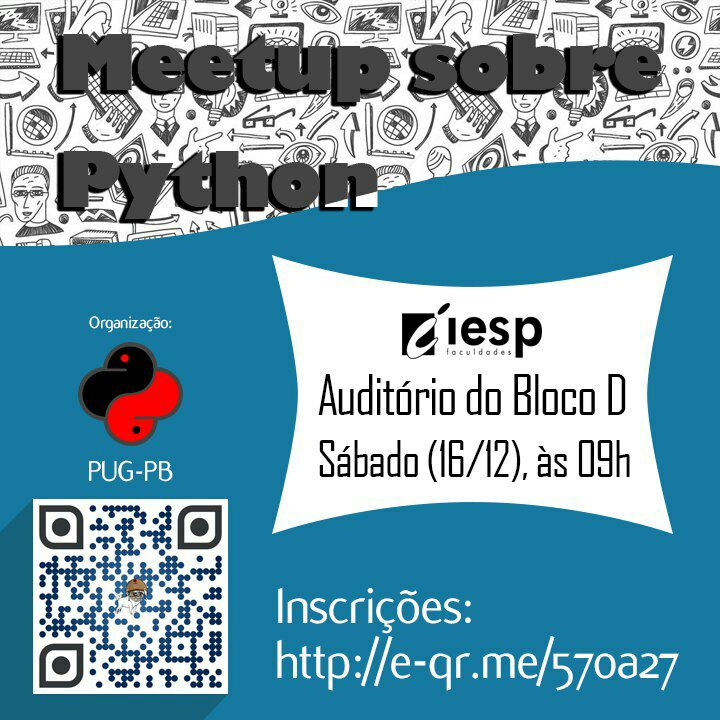 Meetup sobre
Python
Organização:
PUG-PB
iesp
faculdades
Auditório do Bloco D
Sábado (16/12), às 09h
Inscrições:
http://e-qr.me/570a27